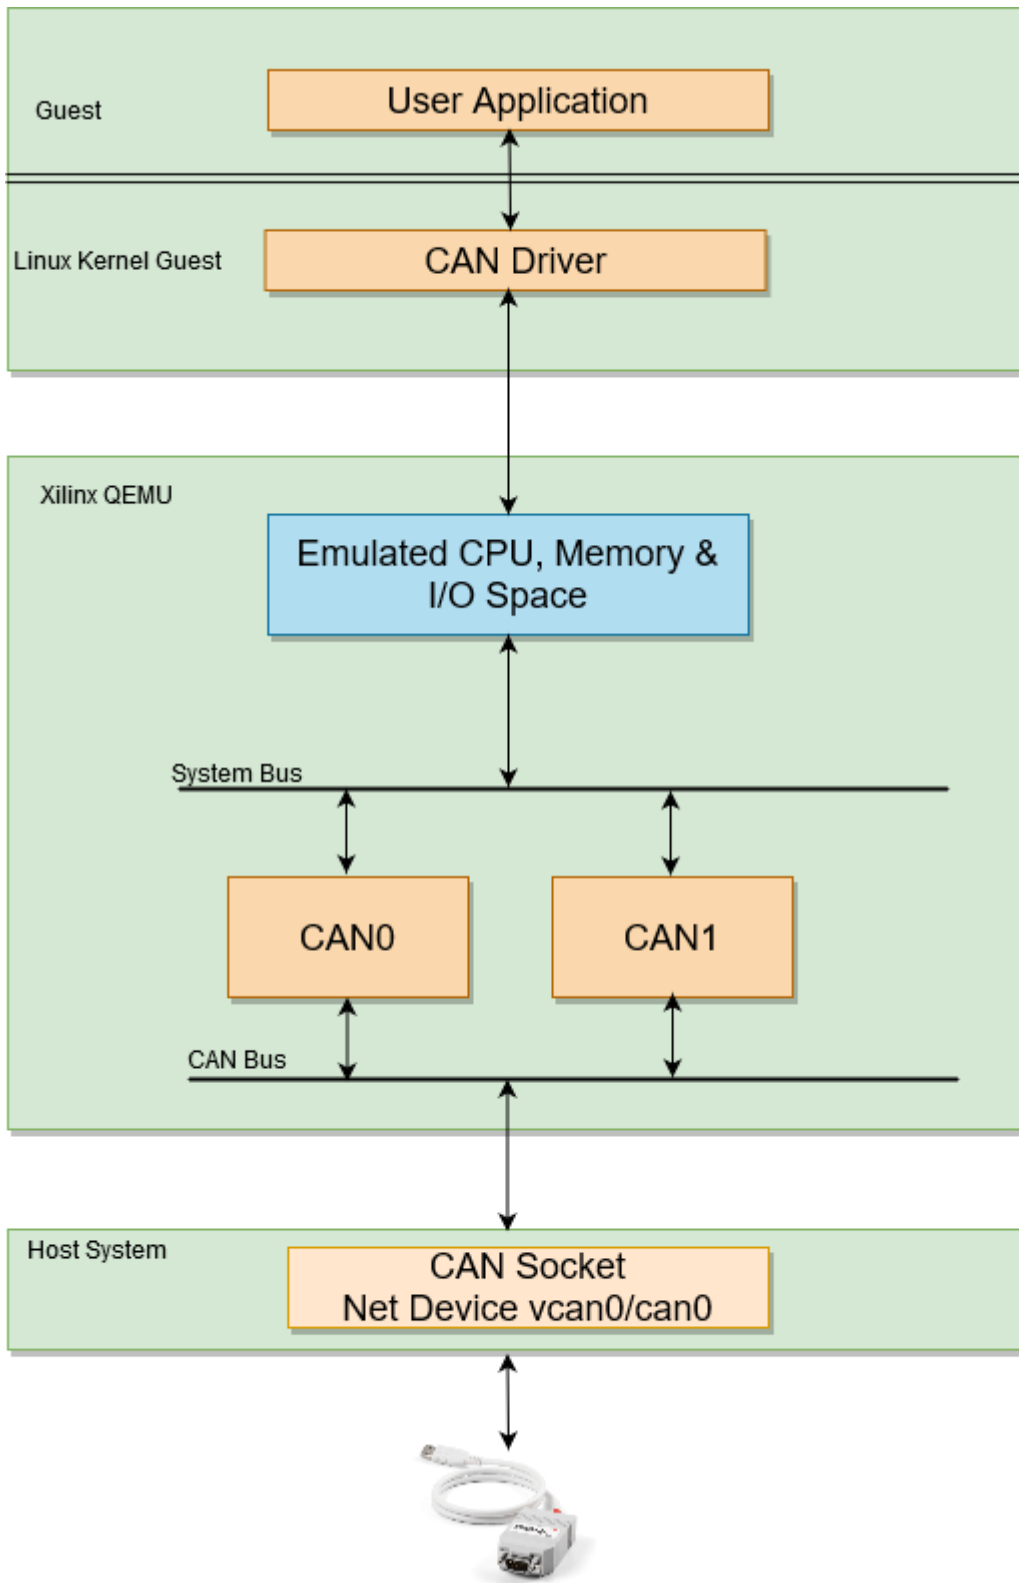 Guest
User Application
Linux Kernel Guest
CAN Driver
Xilinx QEMU
Emulated CPU, Memory &
I/O Space
System Bus
CAN0
CAN1
CAN Bus
Host System
CAN Socket
Net Device vcan0/can0